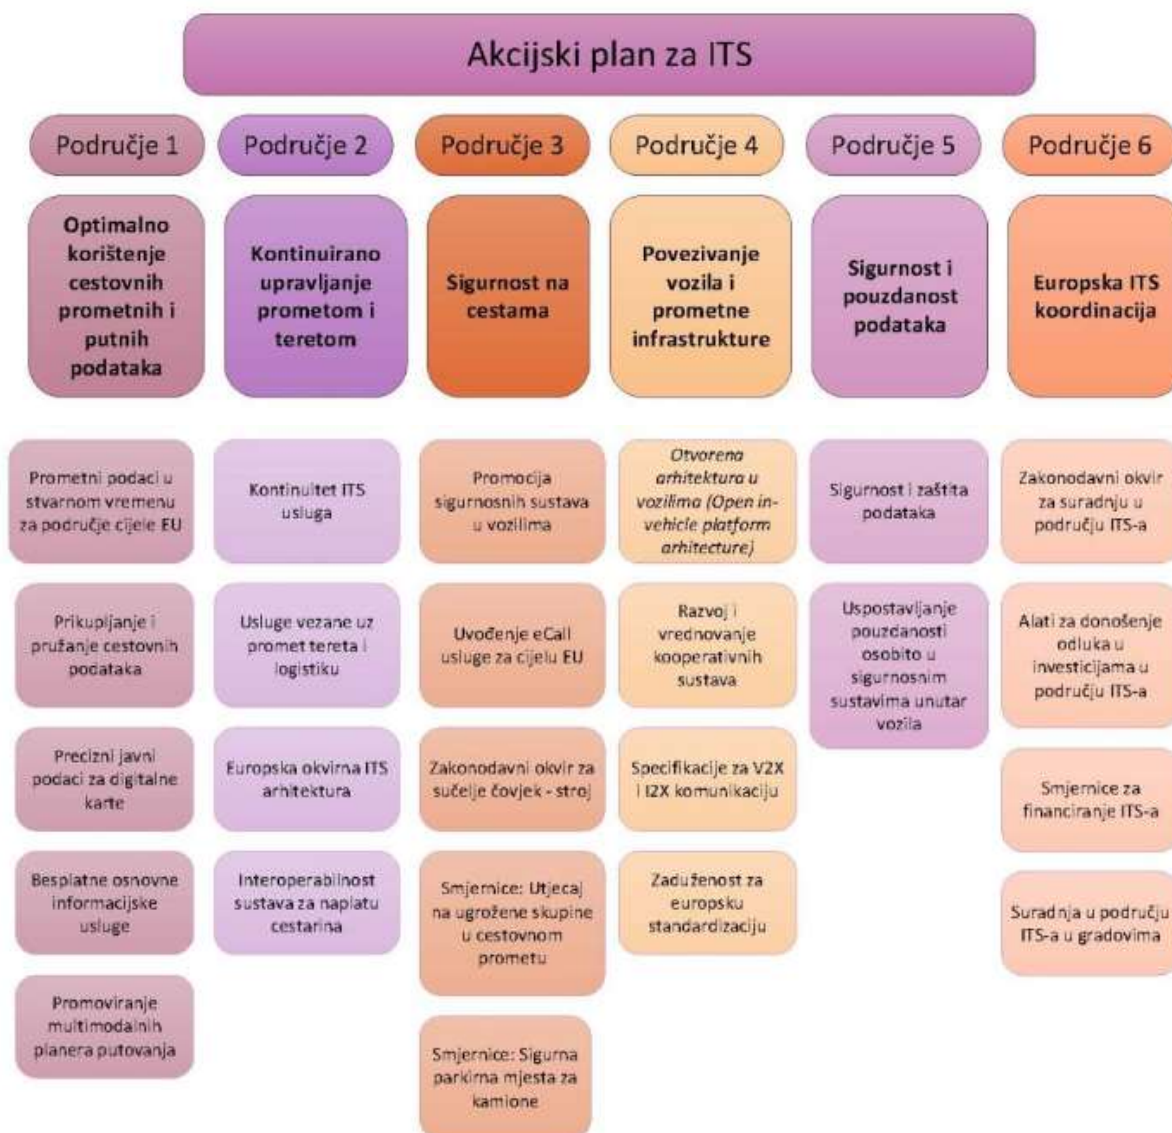 Akcijski plan za ITS
Područje 1
Optimalno
korištenje
cestovnih
prometnih i
putnih
podataka
Prometni podaci u
stvarnom vremenu
za područje cijele EU
Prikupljanje i
pružanje cestovnih
podataka
Precizni javni
podaci za digitalne
karte
Besplatne osnovne
informacijske
usluge
Promoviranje
multimodalnih
planera putovanja
Područje 2
Kontinuirano
upravljanje
prometom i
teretom
Kontinuitet ITS
usluga
Usluge vezane uz
promet tereta i
logistiku
Europska okvirna ITS
arhitektura
Interoperabilnost
sustava za naplatu
cestarina
Područje 3
Sigurnost na
cestama
Promocija
sigurnosnih sustava
u vozilima
Uvođenje eCall
usluge za cijelu EU
Zakonodavni okvir za
sučelje čovjek - stroj
Smjernice: Utjecaj
na ugrožene skupine
u cestovnom
prometu
Smjernice: Sigurna
parkirna mjesta za
kamione
Područje 4
Povezivanje
vozila i
prometne
infrastrukture
Otvorena
arhitektura u
vozilima (Open in-
vehicle platform
arhitecture)
Razvoj i
vrednovanje
kooperativnih
sustava
Specifikacije za V2X
i I2X komunikaciju
Zaduženost za
europsku
standardizaciju
Područje 5
Sigurnost i
pouzdanost
podataka
Sigurnost i zaštita
podataka
Uspostavljanje
pouzdanosti
osobito u
sigurnosnim
sustavima unutar
vozila
Područje 6
Europska ITS
koordinacija
Zakonodavni okvir
za suradnju u
području ITS-a
Alati za donošenje
odluka u
investicijama u
području ITS-a
Smjernice za
financiranje ITS-a
Suradnja u području
ITS-a u gradovima